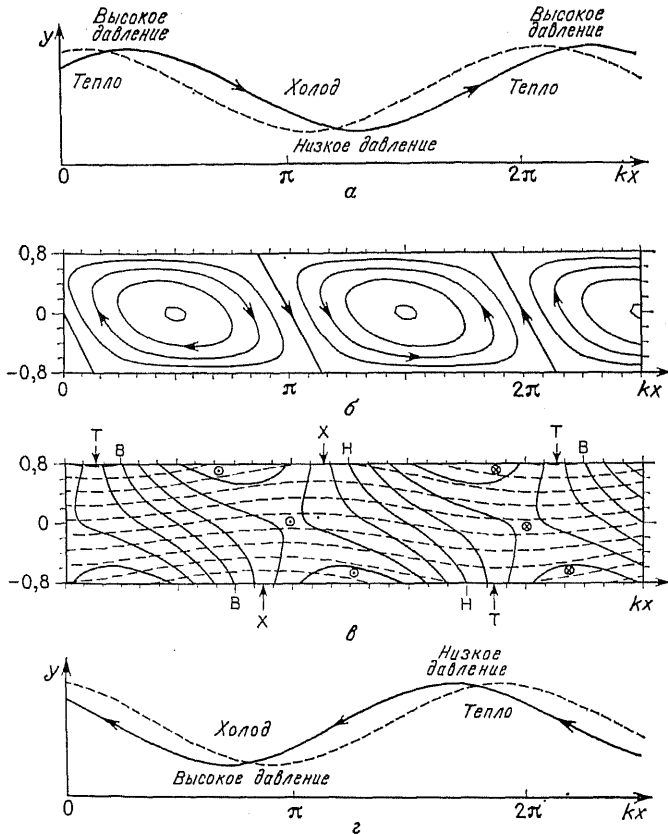 y
Высокое
давление
Высокое
давление
Тепло
Холод
Тепло
Низкое давление
0
π
2π
kx
а
0,8
0
-0,8
0
π
2π
kx
б
Т
В
Х
Н
Т
В
0,8
0
-0,8
В
Х
Н
Т
kx
в
y
Низкое
давление
Холод
Тепло
Высокое давление
0
π
2π
kx
г